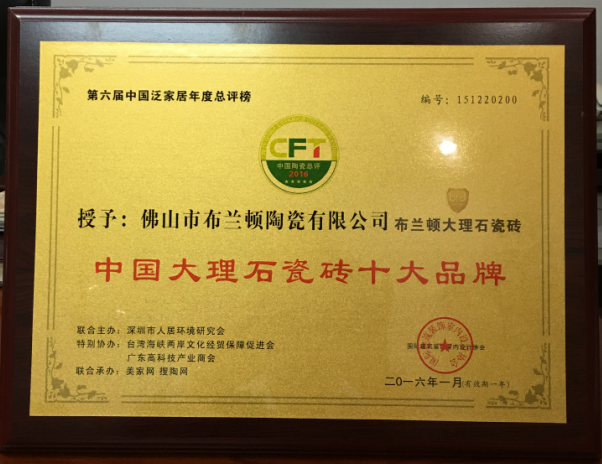 第六届中国泛家居年度总评榜
编号：151220200
CFT
中国陶瓷总评
2016
授予：佛山市布兰顿陶瓷有限公司 布兰顿大理石瓷砖
中国大理石瓷砖十大品牌
联合主办：深圳市人居环境研究会
特别协办：台湾海峡两岸文化经贸保障促进会
广东高科技产业商会
联合承办：美家网 搜陶网
二〇一六年一月(有效期一年)